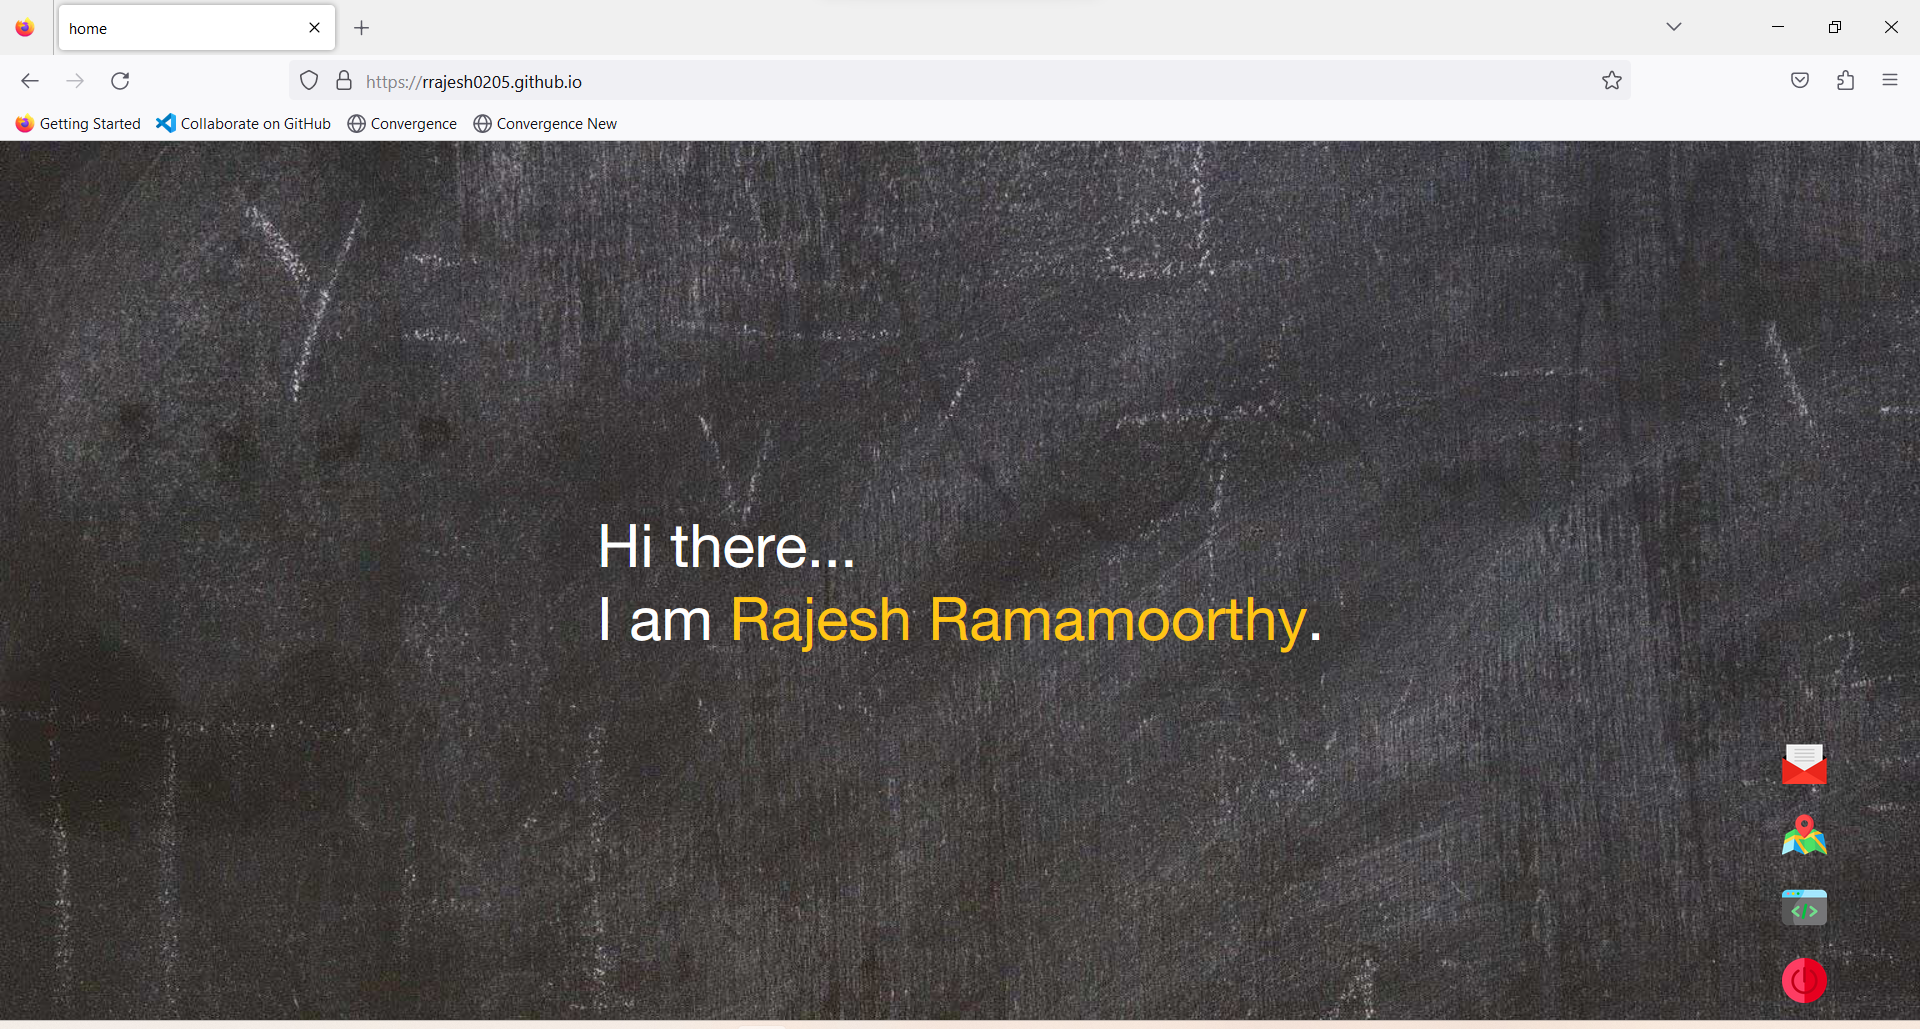 home
https://rrajesh0205.github.io
Getting Started
Collaborate on GitHub
Convergence
Convergence New
Hi there...
I am Rajesh Ramamoorthy.